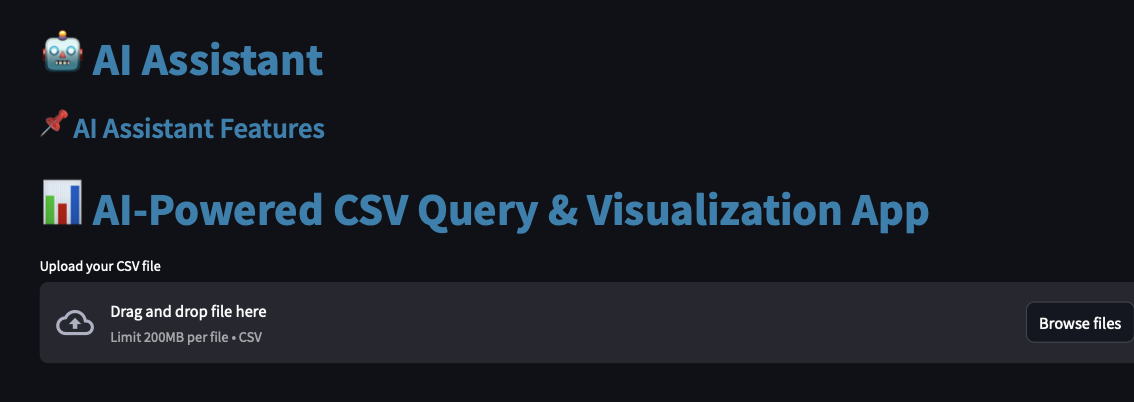 AI Assistant
AI Assistant Features
AI-Powered CSV Query & Visualization App
Upload your CSV file
Drag and drop file here
Limit 200MB per file • CSV
Browse files